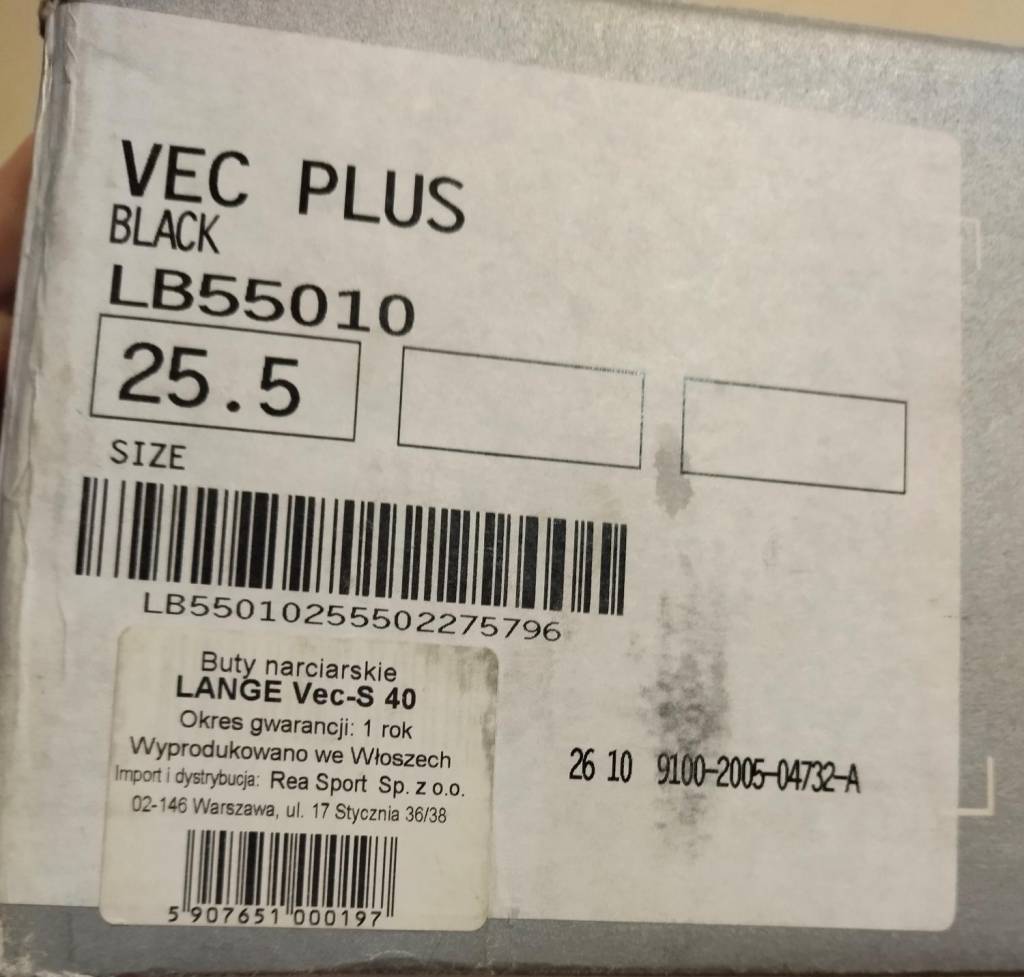 VEC PLUS
BLACK
LB55010
25.5
SIZE
LB55010255502275796
Buty narciarskie
LANGE Vec-S 40
Okres gwarancji: 1 rok
Wyprodukowano we Włoszech
Import i dystrybucja: Rea Sport Sp. z o.o.
02-146 Warszawa, ul. 17 Stycznia 36/38
5 907651 000197
26 10 9100-2005-04732-A